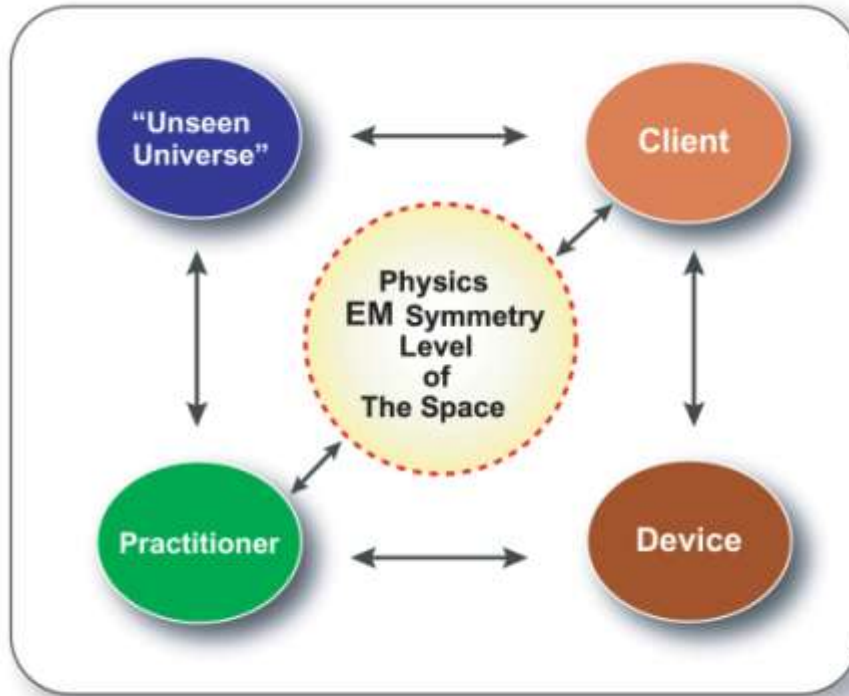 “Unseen
Universe”
Client
Physics
EM Symmetry
Level
of
The Space
Practitioner
Device